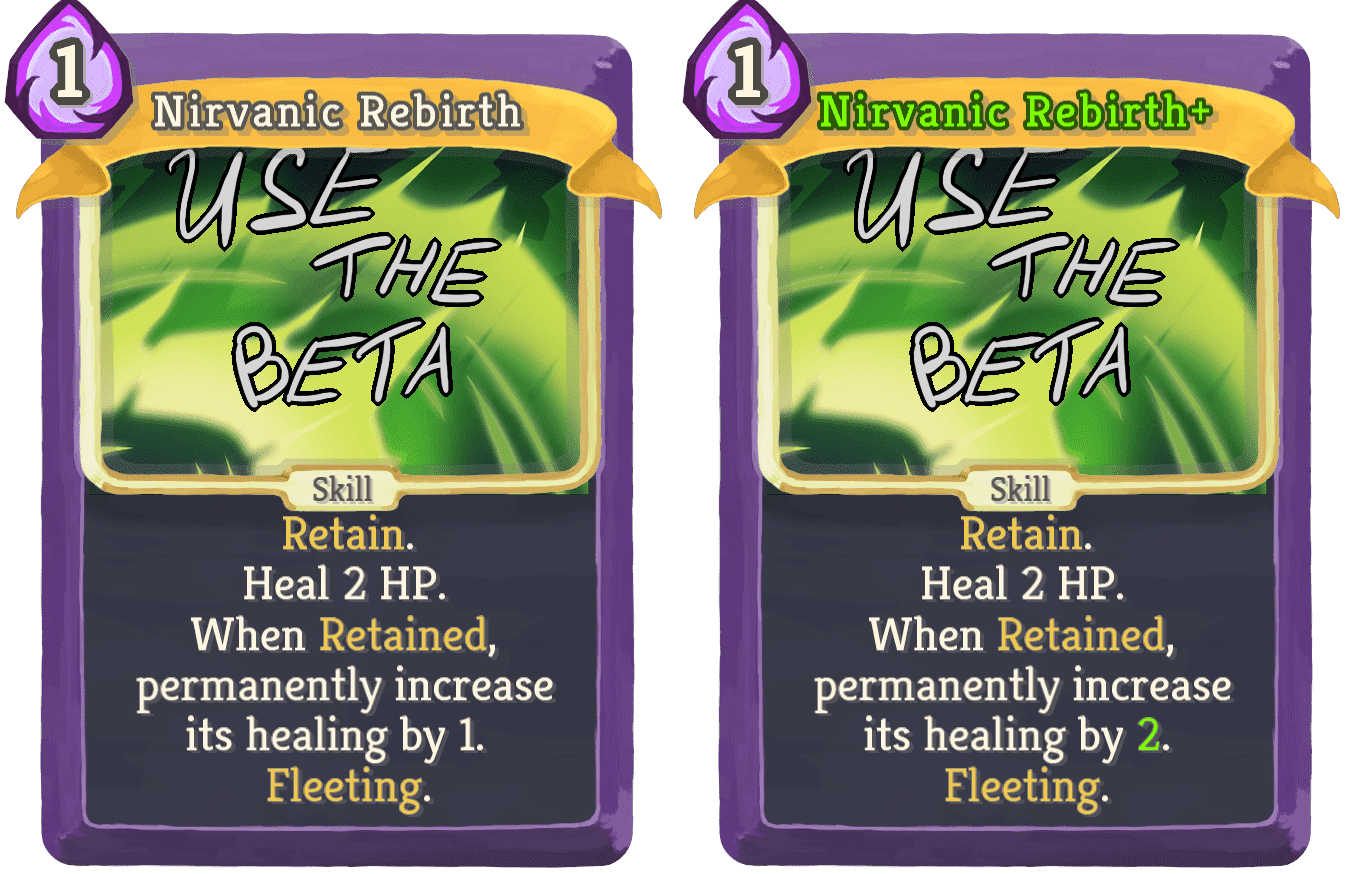 1
Nirvanic Rebirth
USE
THE
BETA
Skill
Retain.
Heal 2 HP.
When Retained,
permanently increase
its healing by 1.
Fleeting.
1
Nirvanic Rebirth+
USE
THE
BETA
Skill
Retain.
Heal 2 HP.
When Retained,
permanently increase
its healing by 2.
Fleeting.